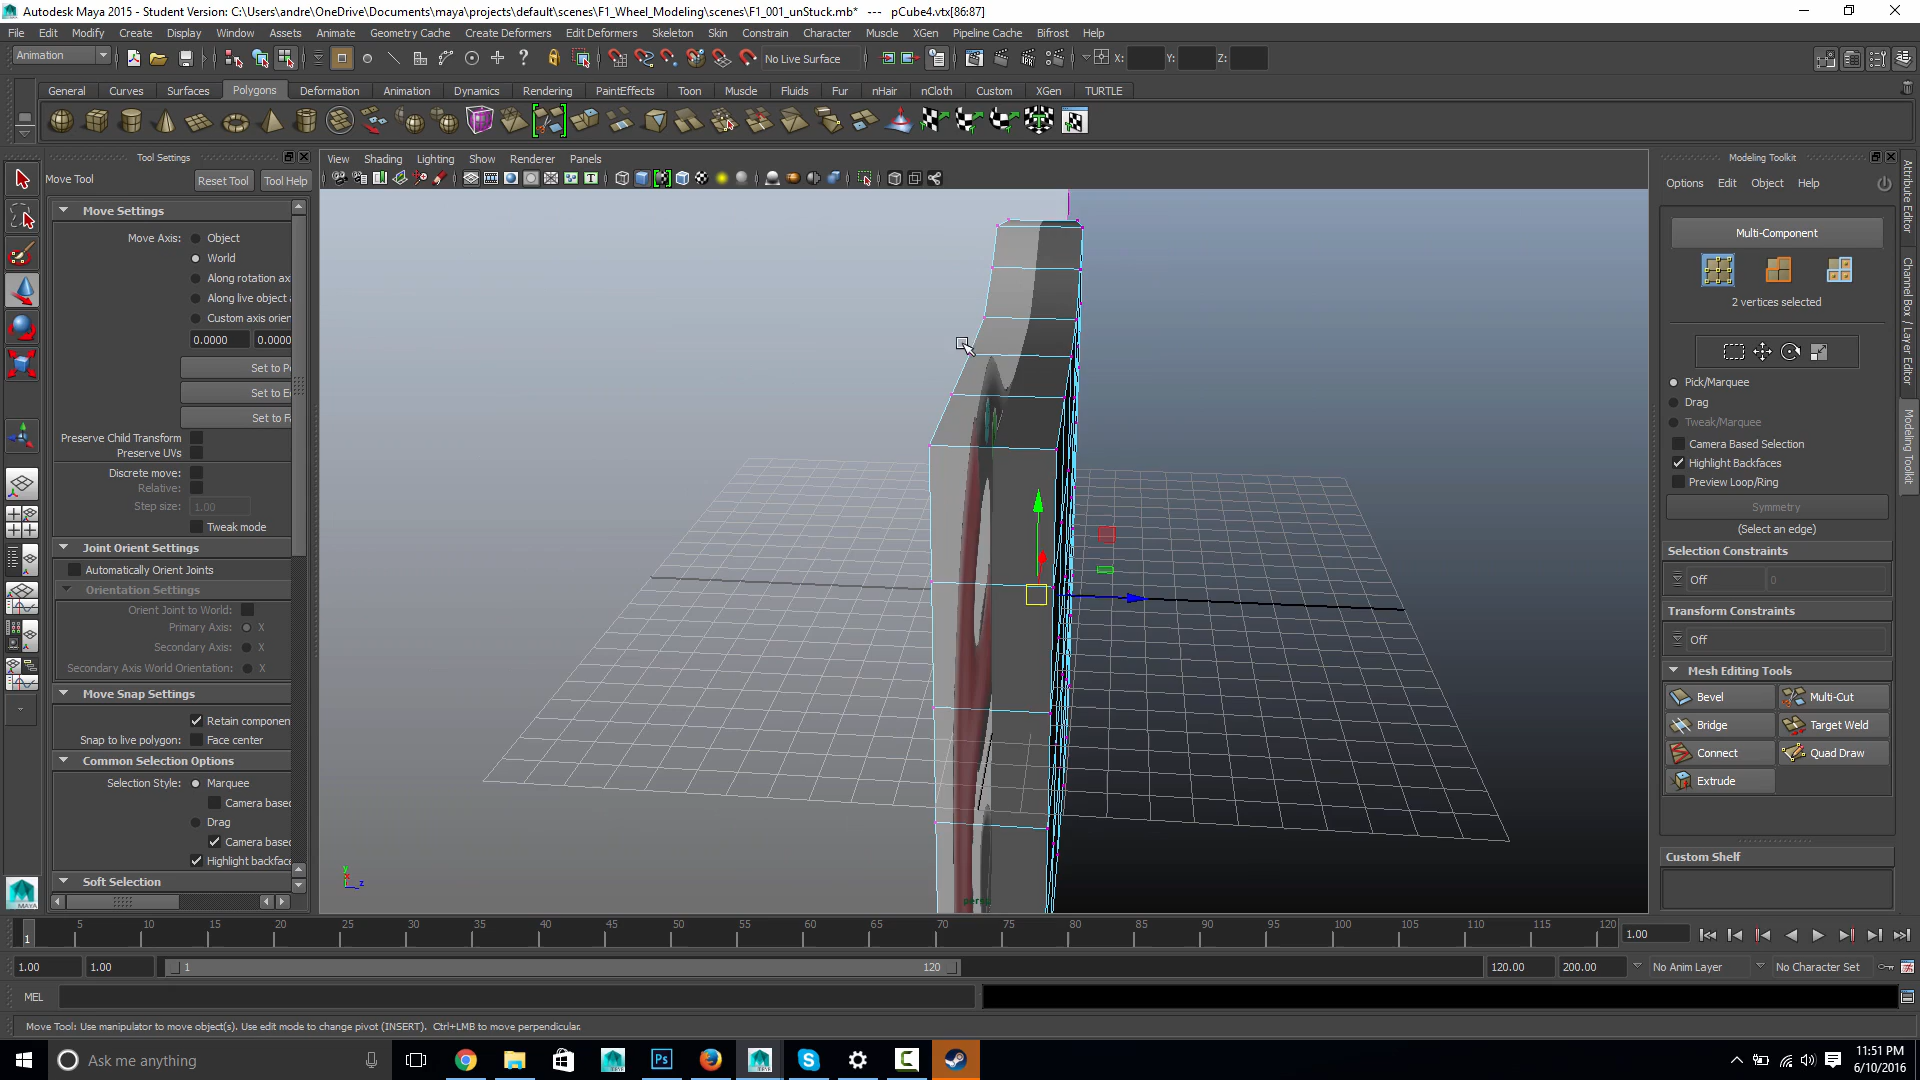 Autodesk Maya 2015 - Student Version: C:\Users\andre\OneDrive\Documents\maya\projects\default\scenes\F1_Wheel_Modeling\scenes\F1_001_unStuck.mb* --- pCube4.vtx[86:87]
File Edit Modify Create Display Window Assets Animate Geometry Cache Create Deformers Edit Deformers Skeleton Skin Constrain Character Muscle XGen Pipeline Cache Bifrost Help
Animation No Live Surface X: Y: Z:
General Curves Surfaces Polygons Deformation Animation Dynamics Rendering PaintEffects Toon Muscle Fluids Fur nHair nCloth Custom XGen TURTLE
Tool Settings
Move Tool Reset Tool Tool Help
Move Settings
Move Axis: Object
World
Along rotation ax
Along live object
Custom axis orien
0.0000 0.0000
Set to P
Set to E
Set to F
Preserve Child Transform
Preserve UVs
Discrete move:
Relative:
Step size: 1.00
Tweak mode
Joint Orient Settings
Automatically Orient Joints
Orientation Settings
Orient Joint to World:
Primary Axis: X
Secondary Axis: X
Secondary Axis World Orientation: X
Move Snap Settings
Retain componen
Snap to live polygon: Face center
Common Selection Options
Selection Style: Marquee
Camera based
Drag
Camera based
Highlight backface
Soft Selection
View Shading Lighting Show Renderer Panels
y
z
persp
Modeling Toolkit
Options Edit Object Help
Multi-Component
2 vertices selected
Pick/Marquee
Drag
Tweak/Marquee
Camera Based Selection
Highlight Backfaces
Preview Loop/Ring
Symmetry
(Select an edge)
Selection Constraints
Off 0
Transform Constraints
Off
Mesh Editing Tools
Bevel Multi-Cut
Bridge Target Weld
Connect Quad Draw
Extrude
Custom Shelf
Attribute Editor
Channel Box / Layer Editor
Modeling Toolkit
MAYA
1 5 10 15 20 25 30 35 40 45 50 55 60 65 70 75 80 85 90 95 100 105 110 115 120 1.00
1.00 1.00 1 120 120.00 200.00 No Anim Layer No Character Set
MEL
Move Tool: Use manipulator to move object(s). Use edit mode to change pivot (INSERT). Ctrl+LMB to move perpendicular.
Ask me anything
Ps
11:51 PM
6/10/2016